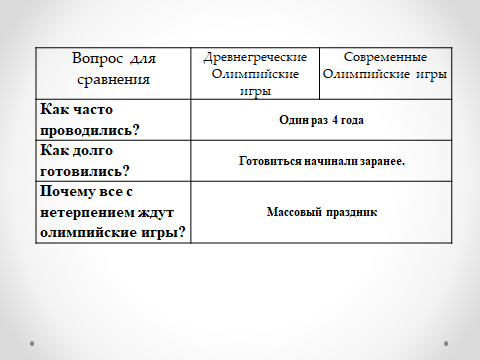 Вопрос для
сравнения
Древнегреческие
Олимпийские
игры
Современные
Олимпийские игры
Как часто
проводились?
Один раз 4 года
Как долго
готовились?
Готовиться начинали заранее.
Почему все с
нетерпением ждут
олимпийские игры?
Массовый праздник